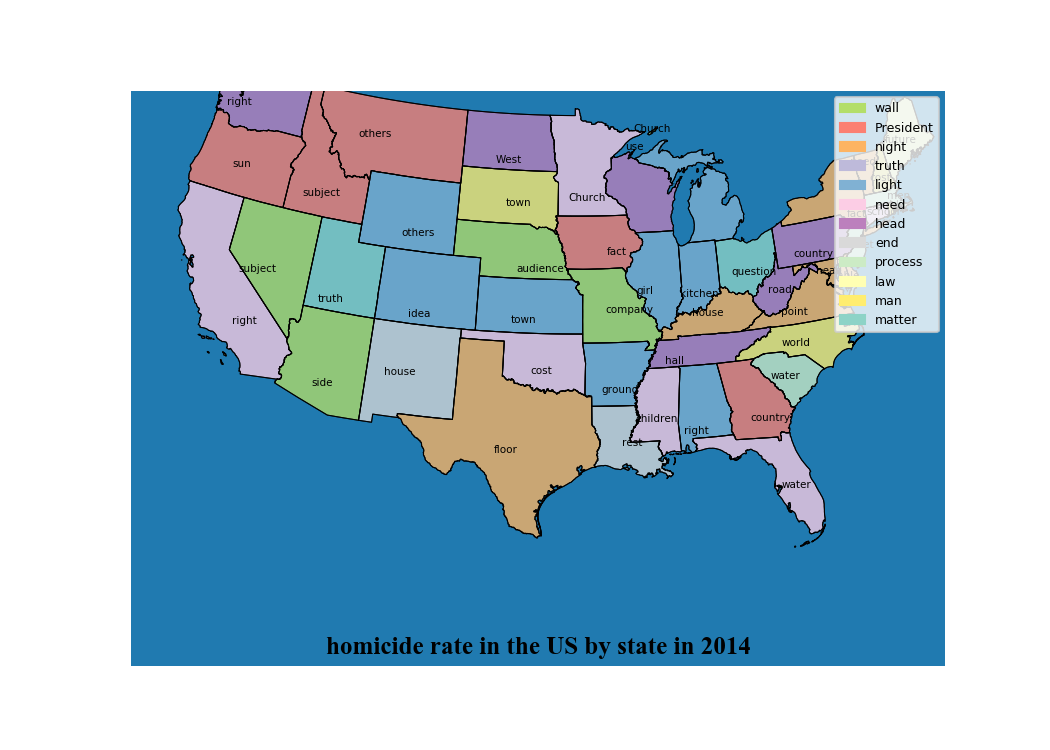 right
Church
others
use
West
sun
subject
Church
town
others
fact
country
subject
audience
question
truth
girl
kitchen
road
idea
town
company
house
point
right
world
house
cost
hall
water
side
ground
children
country
right
floor
rest
water
wall
President
night
truth
light
need
head
end
process
law
man
matter
homicide rate in the US by state in 2014